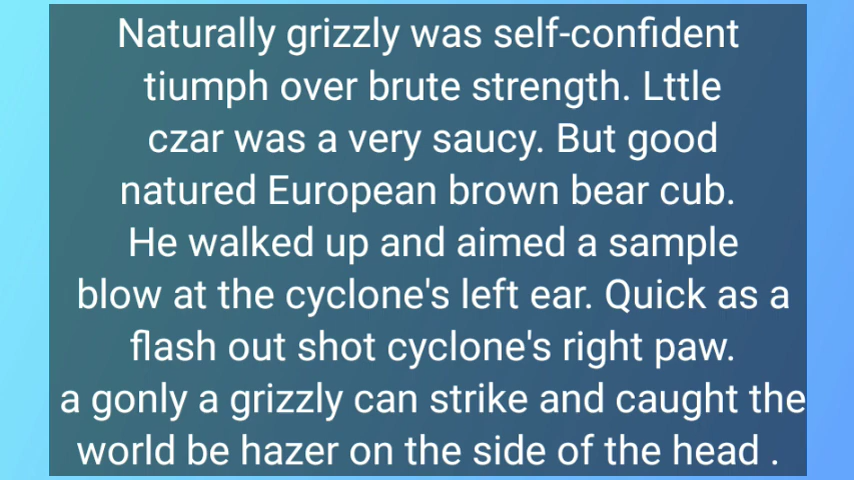 Naturally grizzly was self-confident
tiumph over brute strength. Lttle
czar was a very saucy. But good
natured European brown bear cub.
He walked up and aimed a sample
blow at the cyclone's left ear. Quick as a
flash out shot cyclone's right paw.
a gonly a grizzly can strike and caught the
world be hazer on the side of the head .